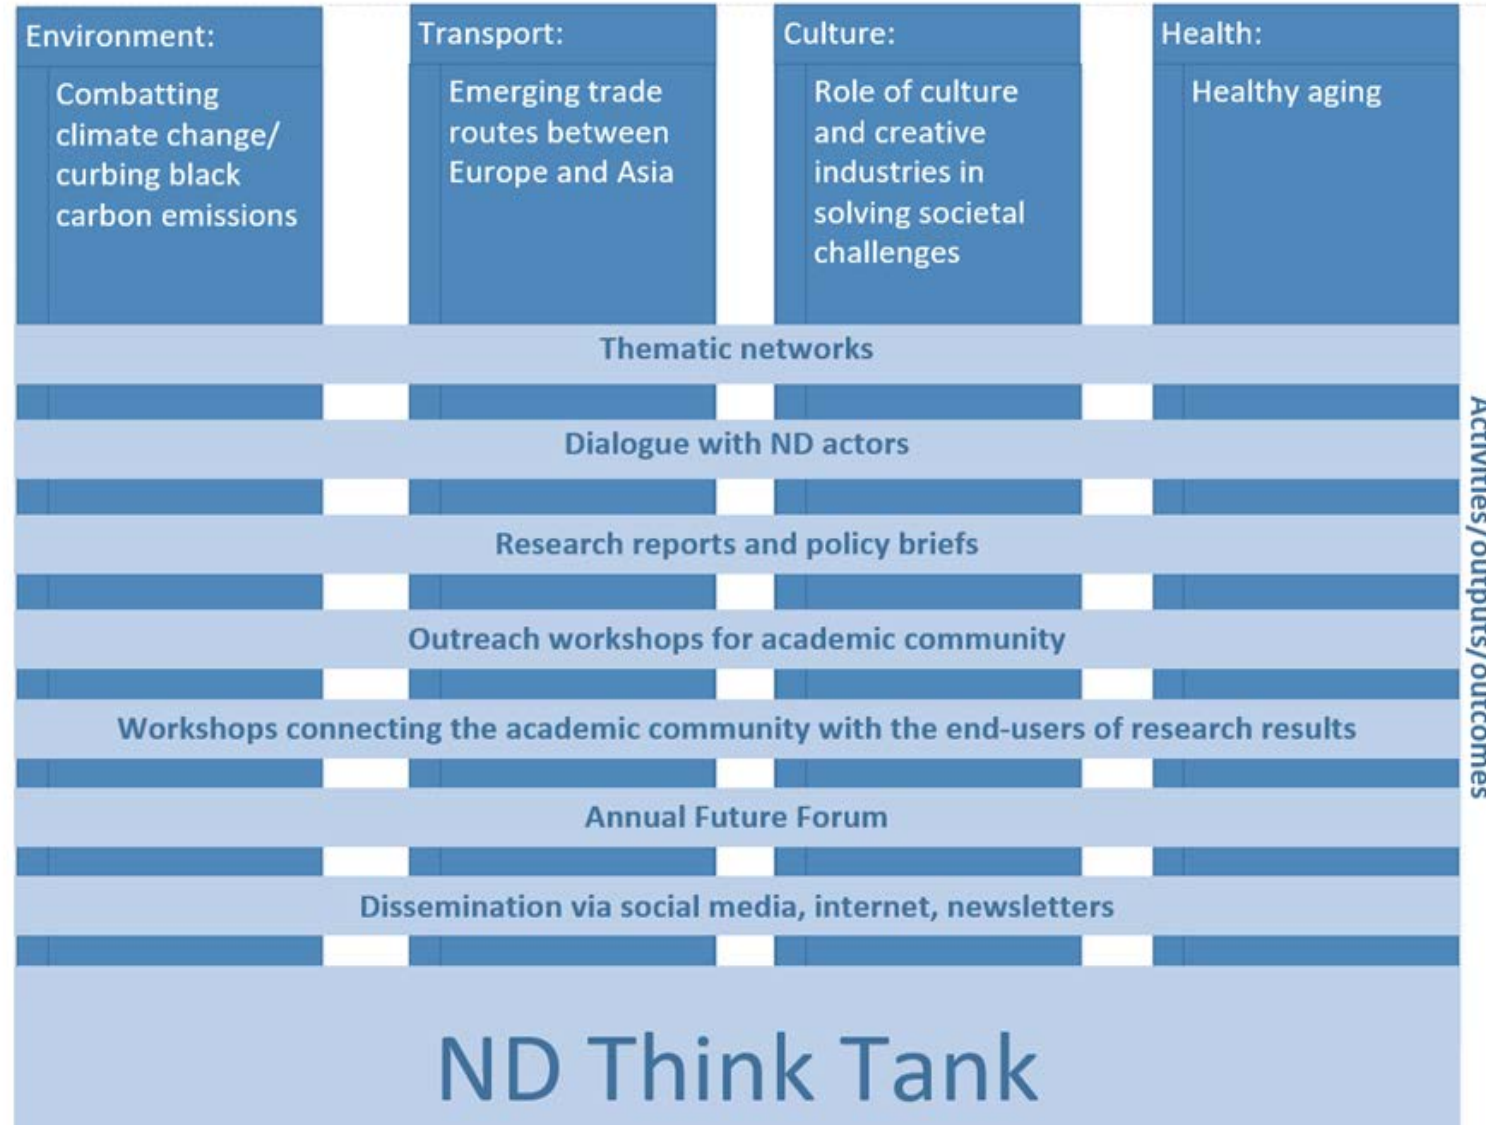 Environment:
Combatting
climate change/
curbing black
carbon emissions
Transport:
Emerging trade
routes between
Europe and Asia
Culture:
Role of culture
and creative
industries in
solving societal
challenges
Health:
Healthy aging
Thematic networks
Dialogue with ND actors
Research reports and policy briefs
Outreach workshops for academic community
Workshops connecting the academic community with the end-users of research results
Annual Future Forum
Dissemination via social media, internet, newsletters
ND Think Tank
Activities/outputs/outcomes